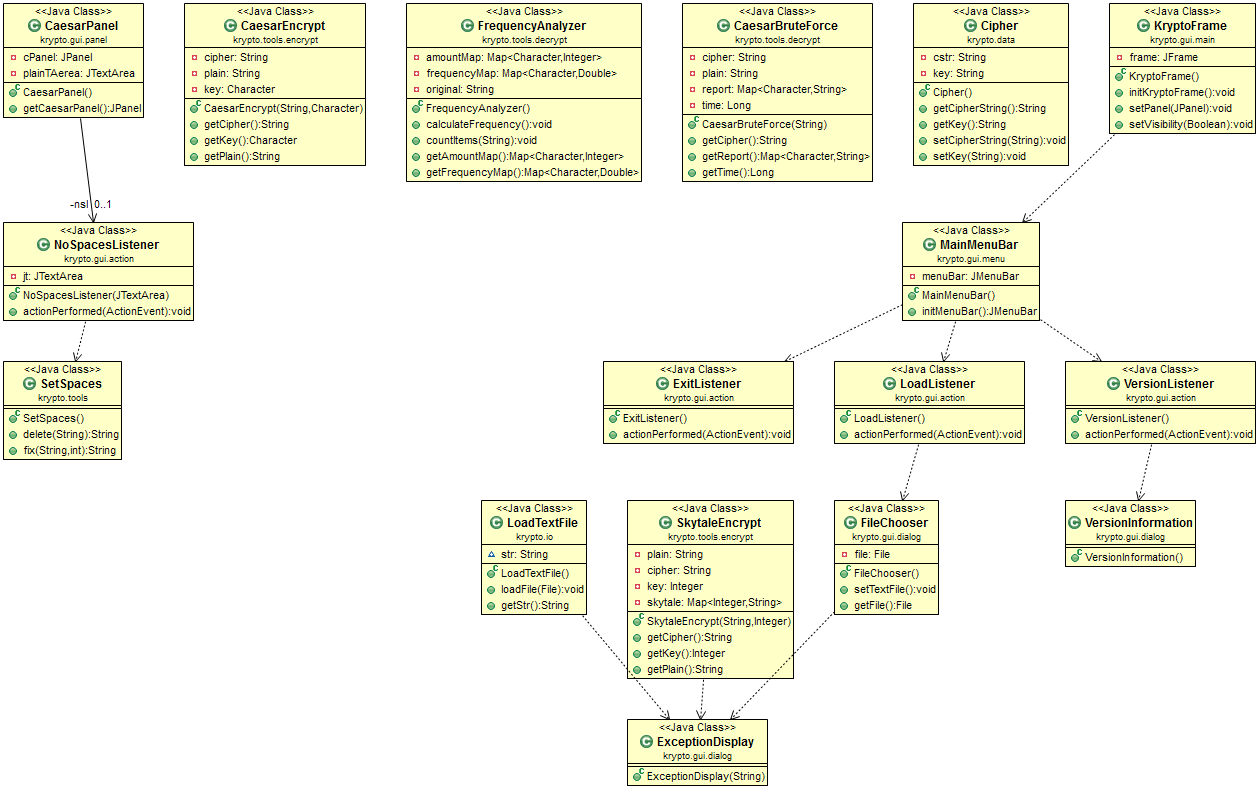 <<Java Class>>
CaesarPanel
krypto.gui.panel
cPanel: JPanel
plainTAerea: JTextArea
CaesarPanel()
getCaesarPanel():JPanel
<<Java Class>>
CaesarEncrypt
krypto.tools.encrypt
cipher: String
plain: String
key: Character
CaesarEncrypt(String,Character)
getCipher():String
getKey():Character
getPlain():String
<<Java Class>>
FrequencyAnalyzer
krypto.tools.decrypt
amountMap: Map<Character,Integer>
frequencyMap: Map<Character,Double>
original: String
FrequencyAnalyzer()
calculateFrequency():void
countItems(String):void
getAmountMap():Map<Character,Integer>
getFrequencyMap():Map<Character,Double>
<<Java Class>>
CaesarBruteForce
krypto.tools.decrypt
cipher: String
plain: String
report: Map<Character,String>
time: Long
CaesarBruteForce(String)
getCipher():String
getReport():Map<Character,String>
getTime():Long
<<Java Class>>
Cipher
krypto.data
cstr: String
key: String
Cipher()
getCipherString():String
getKey():String
setCipherString(String):void
setKey(String):void
<<Java Class>>
KryptoFrame
krypto.gui.main
frame: JFrame
KryptoFrame()
initKryptoFrame():void
setPanel(JPanel):void
setVisibility(Boolean):void
-nsl 0..1
<<Java Class>>
NoSpacesListener
krypto.gui.action
jt: JTextArea
NoSpacesListener(JTextArea)
actionPerformed(ActionEvent):void
<<Java Class>>
MainMenuBar
krypto.gui.menu
menuBar: JMenuBar
MainMenuBar()
initMenuBar():JMenuBar
<<Java Class>>
SetSpaces
krypto.tools
SetSpaces()
delete(String):String
fix(String,int):String
<<Java Class>>
ExitListener
krypto.gui.action
ExitListener()
actionPerformed(ActionEvent):void
<<Java Class>>
LoadListener
krypto.gui.action
LoadListener()
actionPerformed(ActionEvent):void
<<Java Class>>
VersionListener
krypto.gui.action
VersionListener()
actionPerformed(ActionEvent):void
<<Java Class>>
LoadTextFile
krypto.io
str: String
LoadTextFile()
loadFile(File):void
getStr():String
<<Java Class>>
SkytaleEncrypt
krypto.tools.encrypt
plain: String
cipher: String
key: Integer
skytale: Map<Integer,String>
SkytaleEncrypt(String,Integer)
getCipher():String
getKey():Integer
getPlain():String
<<Java Class>>
FileChooser
krypto.gui.dialog
file: File
FileChooser()
setTextFile():void
getFile():File
<<Java Class>>
VersionInformation
krypto.gui.dialog
VersionInformation()
<<Java Class>>
ExceptionDisplay
krypto.gui.dialog
ExceptionDisplay(String)